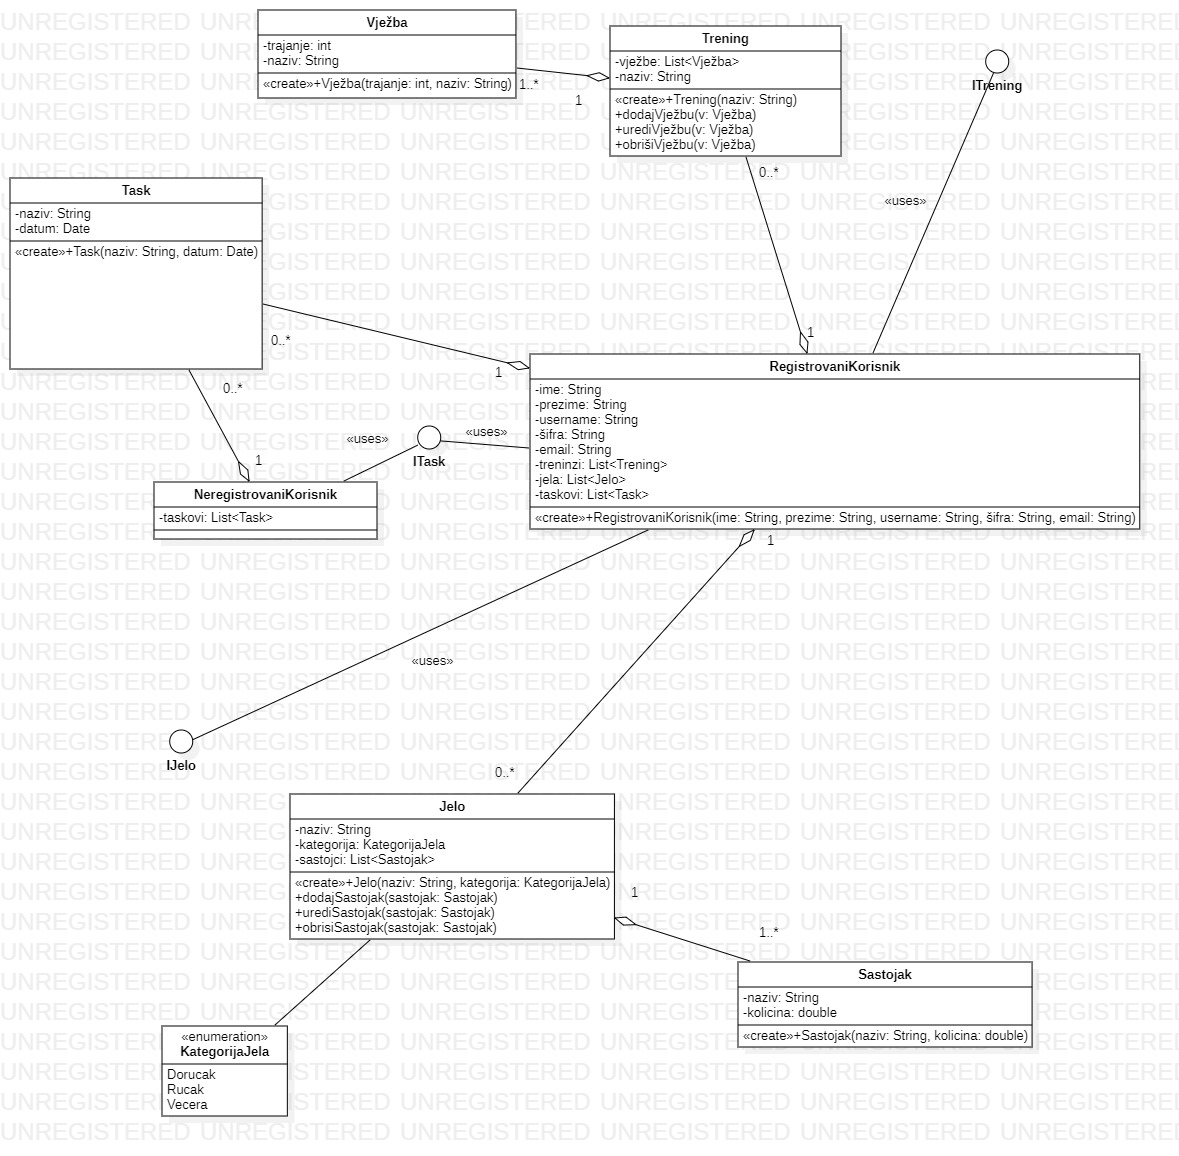 Vježba
-trajanje: int
-naziv: String
«create»+Vježba(trajanje: int, naziv: String)
1..*
1
Trening
-vježbe: List<Vježba>
-naziv: String
«create»+Trening(naziv: String)
+dodajVježbu(v: Vježba)
+urediVježbu(v: Vježba)
+obrišiVježbu(v: Vježba)
0..*
1
ITrening
«uses»
Task
-naziv: String
-datum: Date
«create»+Task(naziv: String, datum: Date)
0..*
1
0..*
1
RegistrovaniKorisnik
-ime: String
-prezime: String
-username: String
-šifra: String
-email: String
-treninzi: List<Trening>
-jela: List<Jelo>
-taskovi: List<Task>
«create»+RegistrovaniKorisnik(ime: String, prezime: String, username: String, šifra: String, email: String)
«uses»
«uses»
ITask
NeregistrovaniKorisnik
-taskovi: List<Task>
1
«uses»
IJelo
0..*
Jelo
-naziv: String
-kategorija: KategorijaJela
-sastojci: List<Sastojak>
«create»+Jelo(naziv: String, kategorija: KategorijaJela)
+dodajSastojak(sastojak: Sastojak)
+urediSastojak(sastojak: Sastojak)
+obrisiSastojak(sastojak: Sastojak)
1
1..*
Sastojak
-naziv: String
-kolicina: double
«create»+Sastojak(naziv: String, kolicina: double)
«enumeration»
KategorijaJela
Dorucak
Rucak
Vecera
UNREGISTERED